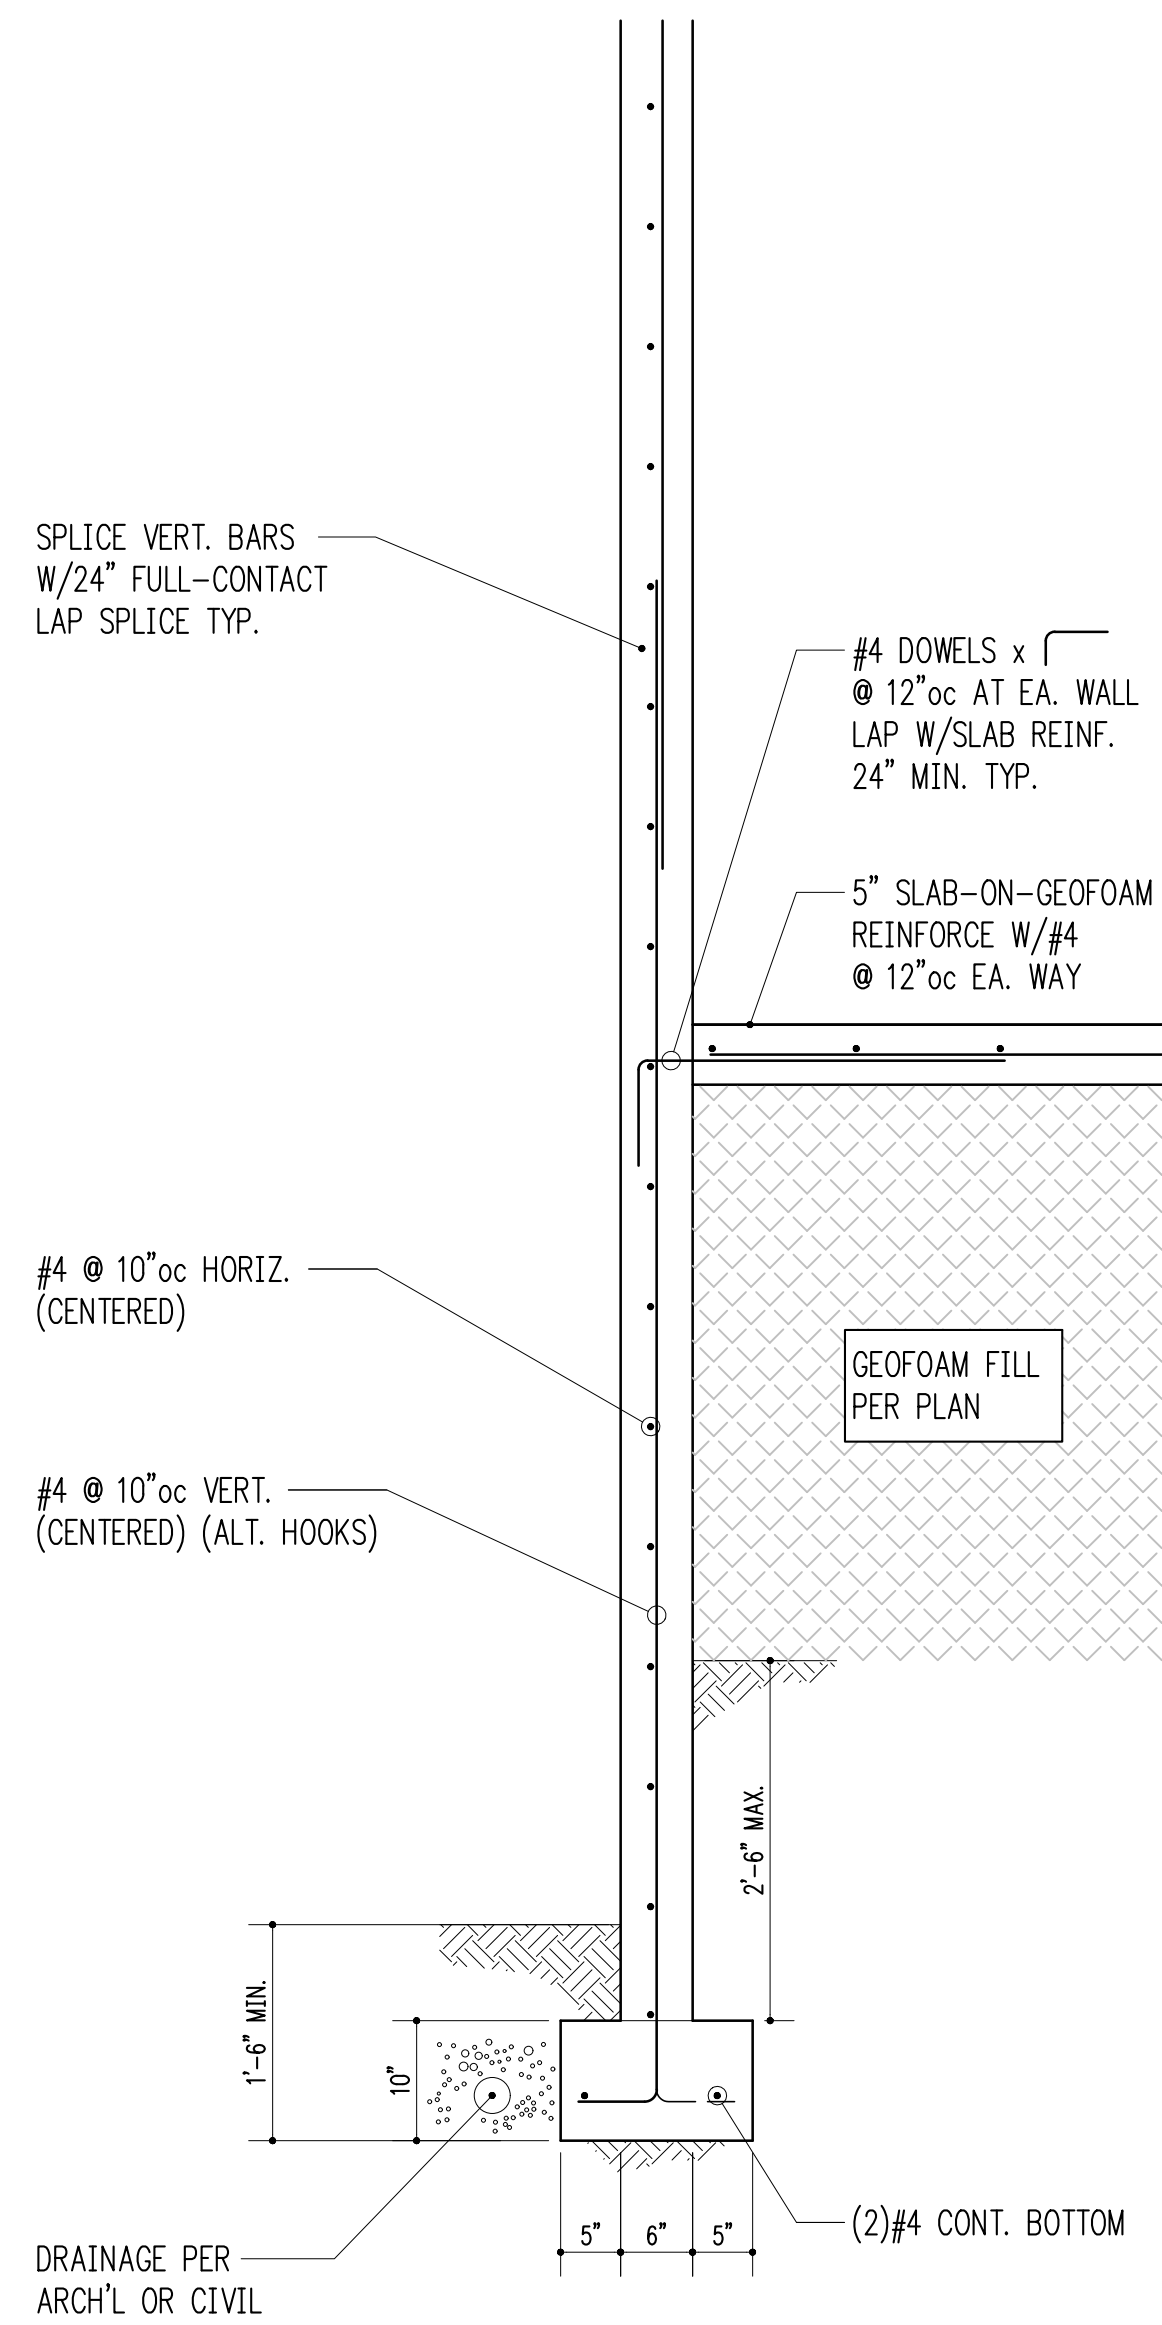 SPLICE VERT. BARS
W/24” FULL-CONTACT
LAP SPLICE TYP.
#4 DOWELS x
@ 12”oc AT EA. WALL
LAP W/SLAB REINF.
24” MIN. TYP.
5” SLAB-ON-GEOFOAM
REINFORCE W/#4
@ 12”oc EA. WAY
#4 @ 10”oc HORIZ.
(CENTERED)
GEOFOAM FILL
PER PLAN
#4 @ 10”oc VERT.
(CENTERED) (ALT. HOOKS)
2’-6” MAX.
1’-6” MIN.
10”
5”
6”
5”
(2)#4 CONT. BOTTOM
DRAINAGE PER
ARCH’L OR CIVIL